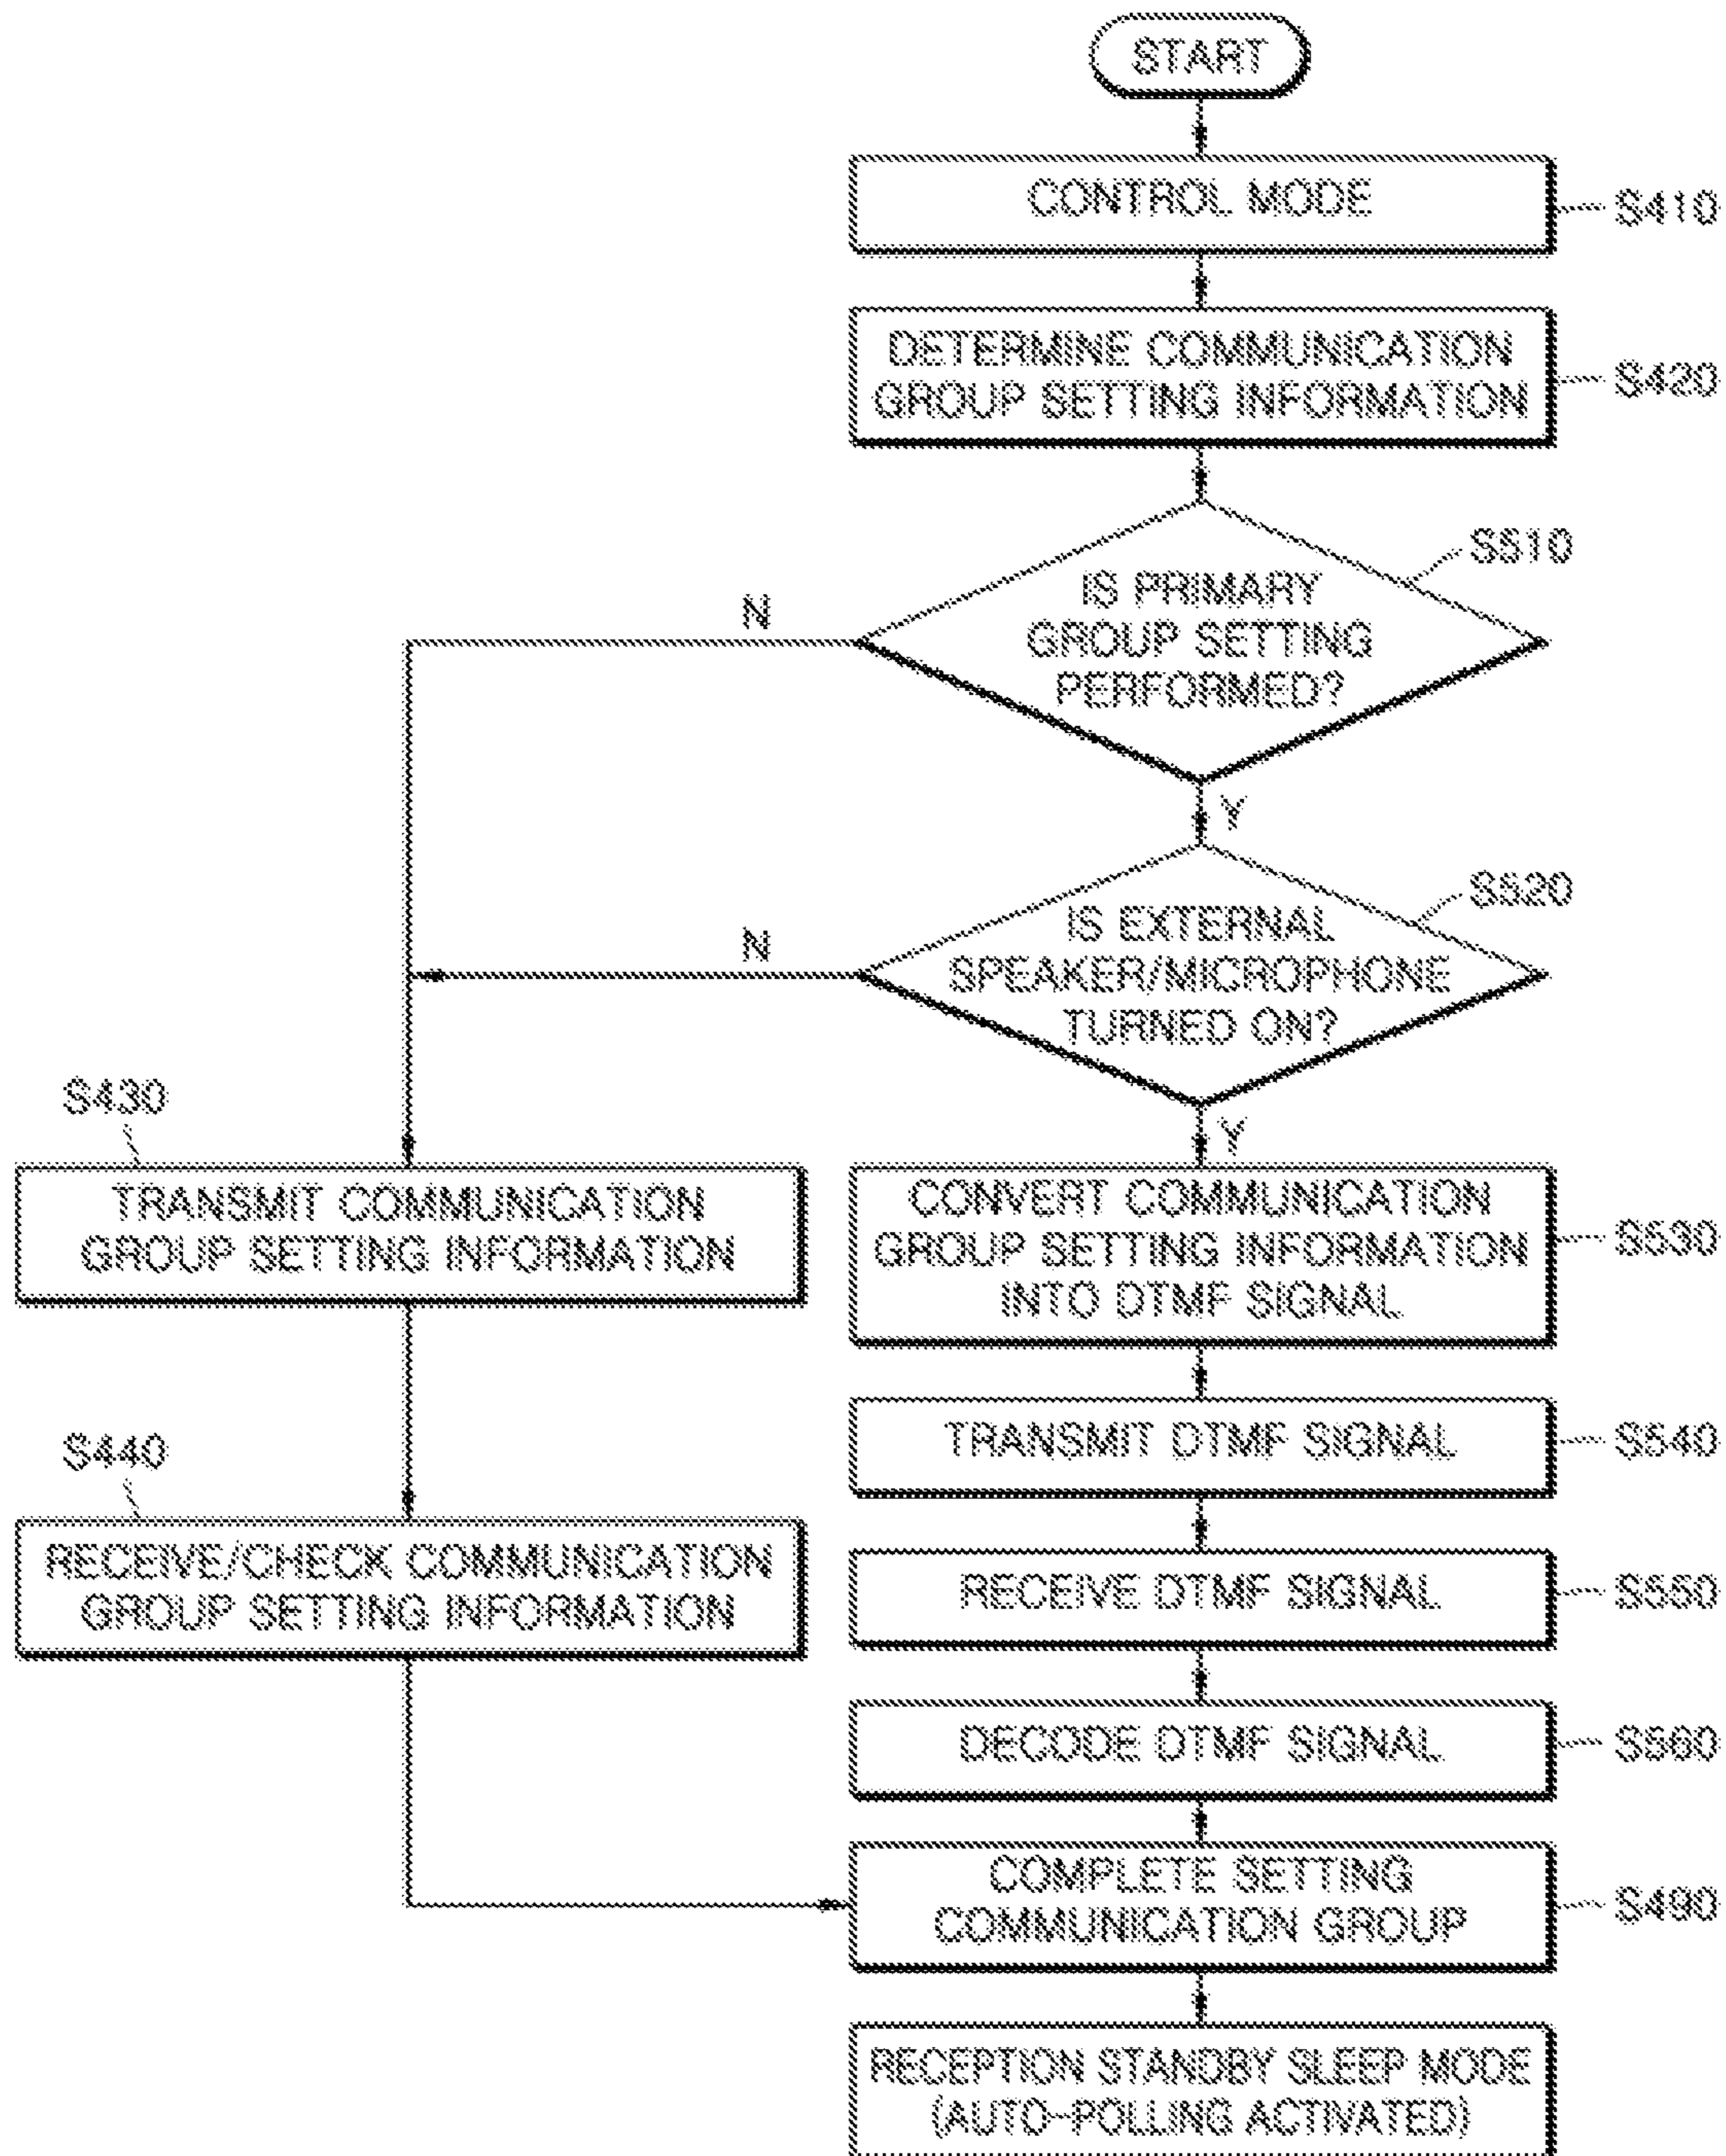 START
CONTROL MODE
S410
DETERMINE COMMUNICATION
GROUP SETTING INFORMATION
S420
S510
IS PRIMARY
GROUP SETTING
PERFORMED?
N
Y
S520
IS EXTERNAL
SPEAKER/MICROPHONE
TURNED ON?
N
Y
S430
TRANSMIT COMMUNICATION
GROUP SETTING INFORMATION
CONVERT COMMUNICATION
GROUP SETTING INFORMATION
INTO DTMF SIGNAL
S530
TRANSMIT DTMF SIGNAL
S540
S440
RECEIVE/CHECK COMMUNICATION
GROUP SETTING INFORMATION
RECEIVE DTMF SIGNAL
S550
DECODE DTMF SIGNAL
S560
COMPLETE SETTING
COMMUNICATION GROUP
S490
RECEPTION STANDBY SLEEP MODE
(AUTO-POLLING ACTIVATED)